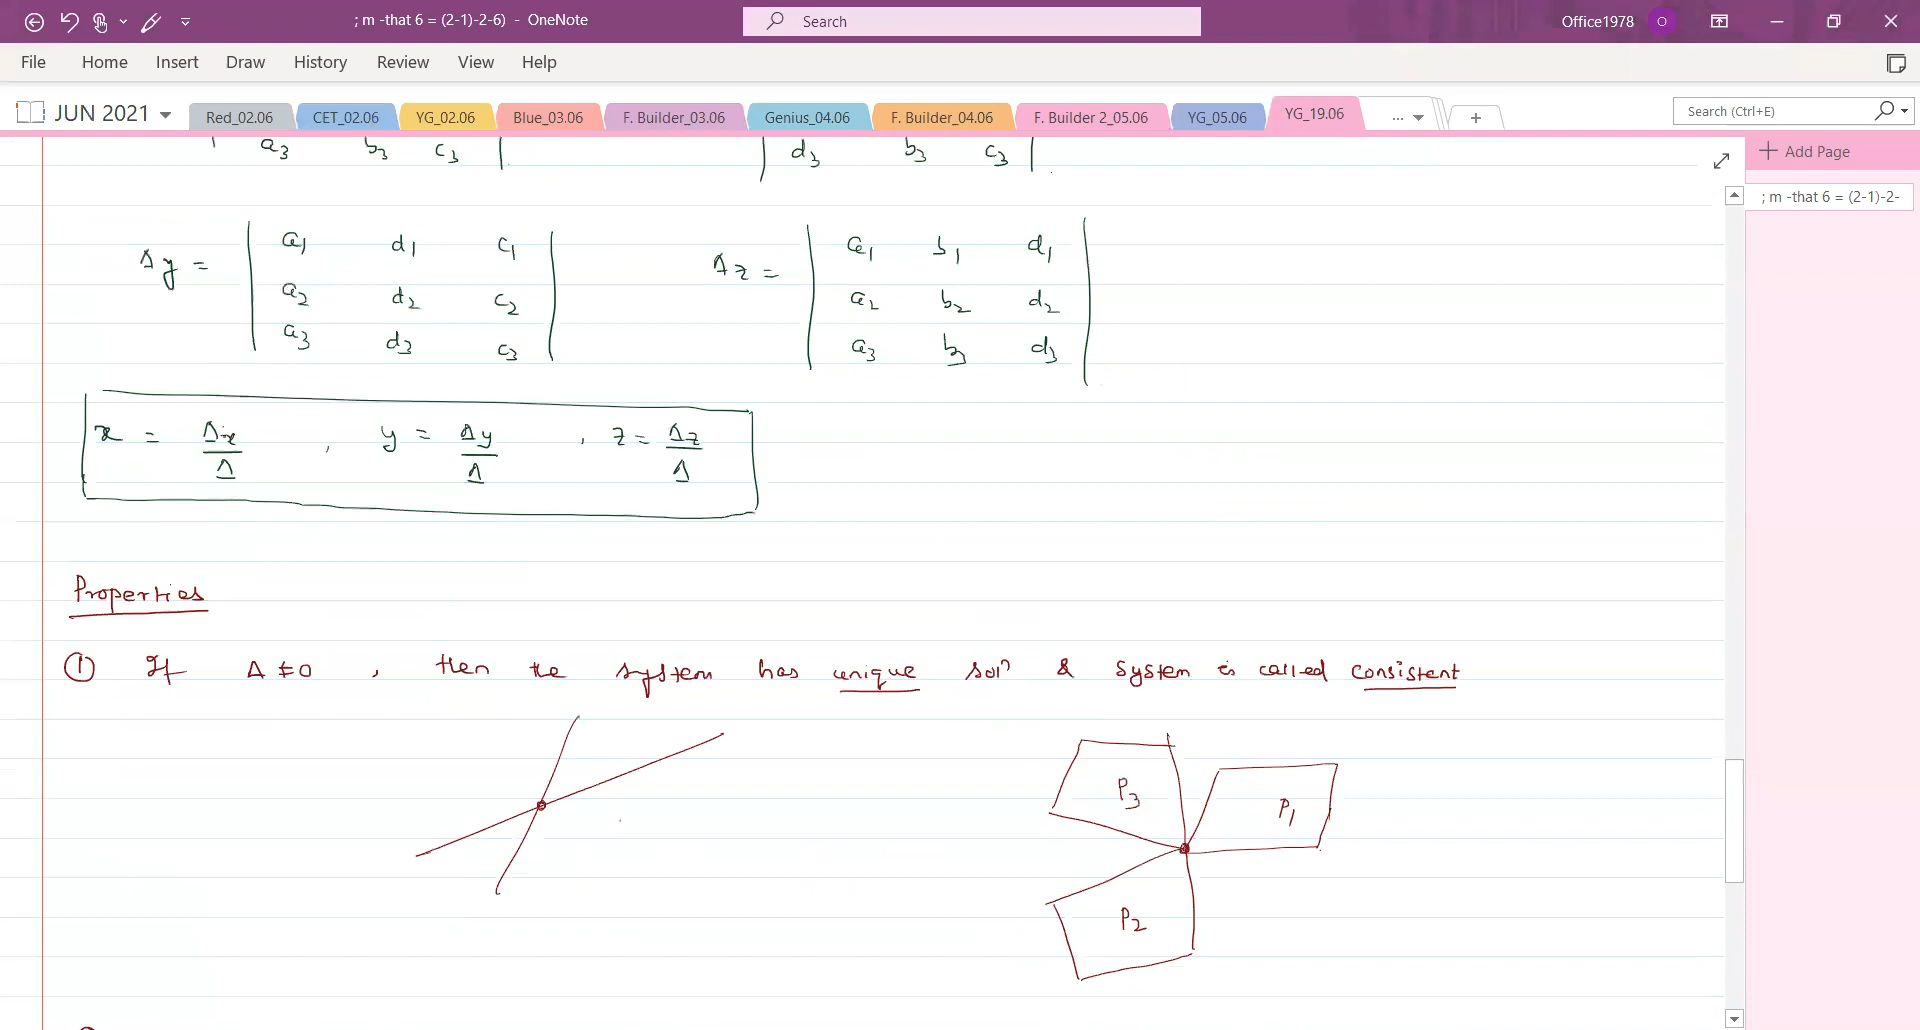 ; m -that 6 = (2-1)-2-6) - OneNote
Search
Office1978
O
File Home Insert Draw History Review View Help
JUN 2021
Red_02.06 CET_02.06 YG_02.06 Blue_03.06 F. Builder_03.06 Genius_04.06 F. Builder_04.06 F. Builder 2_05.06 YG_05.06 YG_19.06 ... +
Search (Ctrl+E)
Add Page
; m -that 6 = (2-1)-2-
a3 b3 c3 | d3 b3 c3 |
Δy = | a1 d1 c1 | Δz = | a1 b1 d1 |
a2 d2 c2 a2 b2 d2
a3 d3 c3 a3 b3 d3
x = Δx/Δ , y = Δy/Δ , z = Δz/Δ
Properties
① If Δ ≠ 0 , then the system has unique solⁿ & system is called consistent
P3 P1
P2